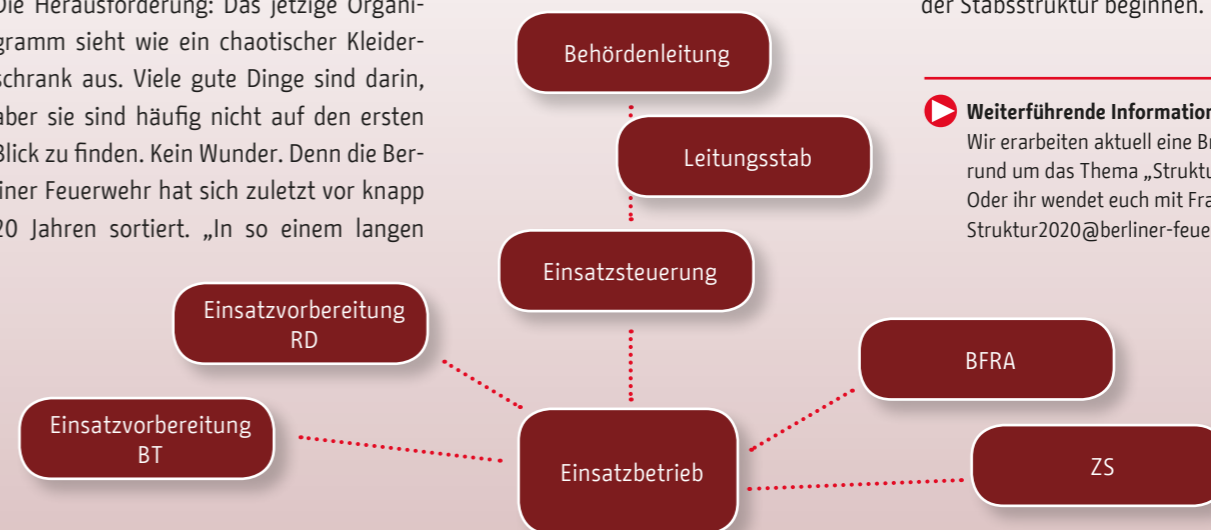 Die Herausforderung: Das jetzige Organi-
gramm sieht wie ein chaotischer Kleider-
schrank aus. Viele gute Dinge sind darin,
aber sie sind häufig nicht auf den ersten
Blick zu finden. Kein Wunder. Denn die Ber-
liner Feuerwehr hat sich zuletzt vor knapp
20 Jahren sortiert. „In so einem langen
der Stabsstruktur beginnen.
Weiterführende Information
Wir erarbeiten aktuell eine Br
rund um das Thema „Struktu
Oder ihr wendet euch mit Fra
Struktur2020@berliner-feue
Behördenleitung
Leitungsstab
Einsatzsteuerung
Einsatzvorbereitung
RD
Einsatzvorbereitung
BT
Einsatzbetrieb
BFRA
ZS